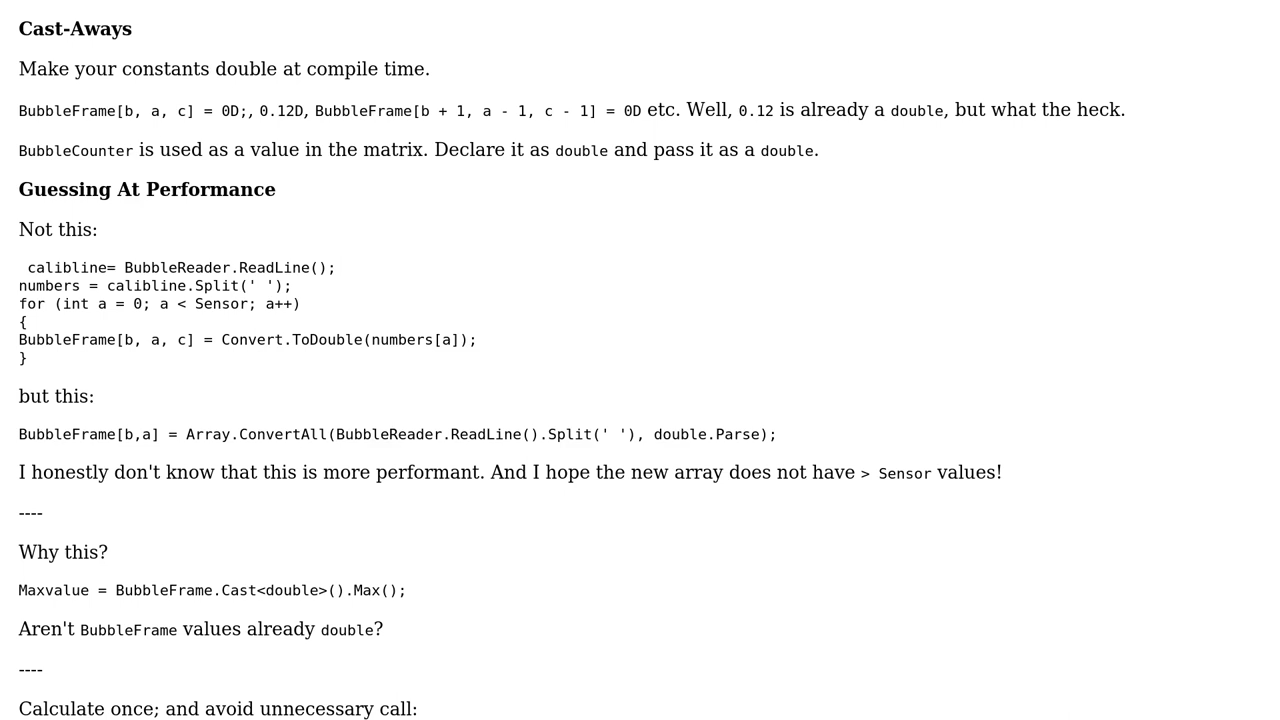 Cast-Aways
Make your constants double at compile time.
BubbleFrame[b, a, c] = 0D;, 0.12D, BubbleFrame[b + 1, a - 1, c - 1] = 0D etc. Well, 0.12 is already a double, but what the heck.
BubbleCounter is used as a value in the matrix. Declare it as double and pass it as a double.
Guessing At Performance
Not this:
 calibline= BubbleReader.ReadLine();
numbers = calibline.Split(' ');
for (int a = 0; a < Sensor; a++)
{
BubbleFrame[b, a, c] = Convert.ToDouble(numbers[a]);
}
but this:
BubbleFrame[b,a] = Array.ConvertAll(BubbleReader.ReadLine().Split(' '), double.Parse);
I honestly don't know that this is more performant. And I hope the new array does not have > Sensor values!
----
Why this?
Maxvalue = BubbleFrame.Cast<double>().Max();
Aren't BubbleFrame values already double?
----
Calculate once; and avoid unnecessary call: